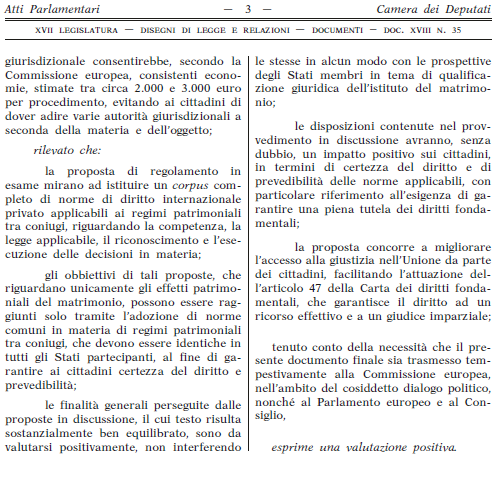 Atti Parlamentari — 3 — Camera dei Deputati
XVII LEGISLATURA — DISEGNI DI LEGGE E RELAZIONI — DOCUMENTI — DOC. XVIII N. 35
giurisdizionale consentirebbe, secondo la
Commissione europea, consistenti econo-
mie, stimate tra circa 2.000 e 3.000 euro
per procedimento, evitando ai cittadini di
dover adire varie autorità giurisdizionali a
seconda della materia e dell'oggetto;
rilevato che:
la proposta di regolamento in
esame mirano ad istituire un corpus com-
pleto di norme di diritto internazionale
privato applicabili ai regimi patrimoniali
tra coniugi, riguardando la competenza, la
legge applicabile, il riconoscimento e l'ese-
cuzione delle decisioni in materia;
gli obbiettivi di tali proposte, che
riguardano unicamente gli effetti patrimo-
niali del matrimonio, possono essere rag-
giunti solo tramite l'adozione di norme
comuni in materia di regimi patrimoniali
tra coniugi, che devono essere identiche in
tutti gli Stati partecipanti, al fine di ga-
rantire ai cittadini certezza del diritto e
prevedibilità;
le finalità generali perseguite dalle
proposte in discussione, il cui testo risulta
sostanzialmente ben equilibrato, sono da
valutarsi positivamente, non interferendo
le stesse in alcun modo con le prospettive
degli Stati membri in tema di qualifica-
zione giuridica dell'istituto del matrimo-
nio;
le disposizioni contenute nel prov-
vedimento in discussione avranno, senza
dubbio, un impatto positivo sui cittadini,
in termini di certezza del diritto e di
prevedibilità delle norme applicabili, con
particolare riferimento all'esigenza di ga-
rantire una piena tutela dei diritti fonda-
mentali;
la proposta concorre a migliorare
l'accesso alla giustizia nell'Unione da parte
dei cittadini, facilitando l'attuazione del-
l'articolo 47 della Carta dei diritti fonda-
mentali, che garantisce il diritto ad un
ricorso effettivo e a un giudice imparziale;
tenuto conto della necessità che il pre-
sente documento finale sia trasmesso tem-
pestivamente alla Commissione europea,
nell'ambito del cosiddetto dialogo politico,
nonché al Parlamento europeo e al Con-
siglio,
esprime una valutazione positiva.